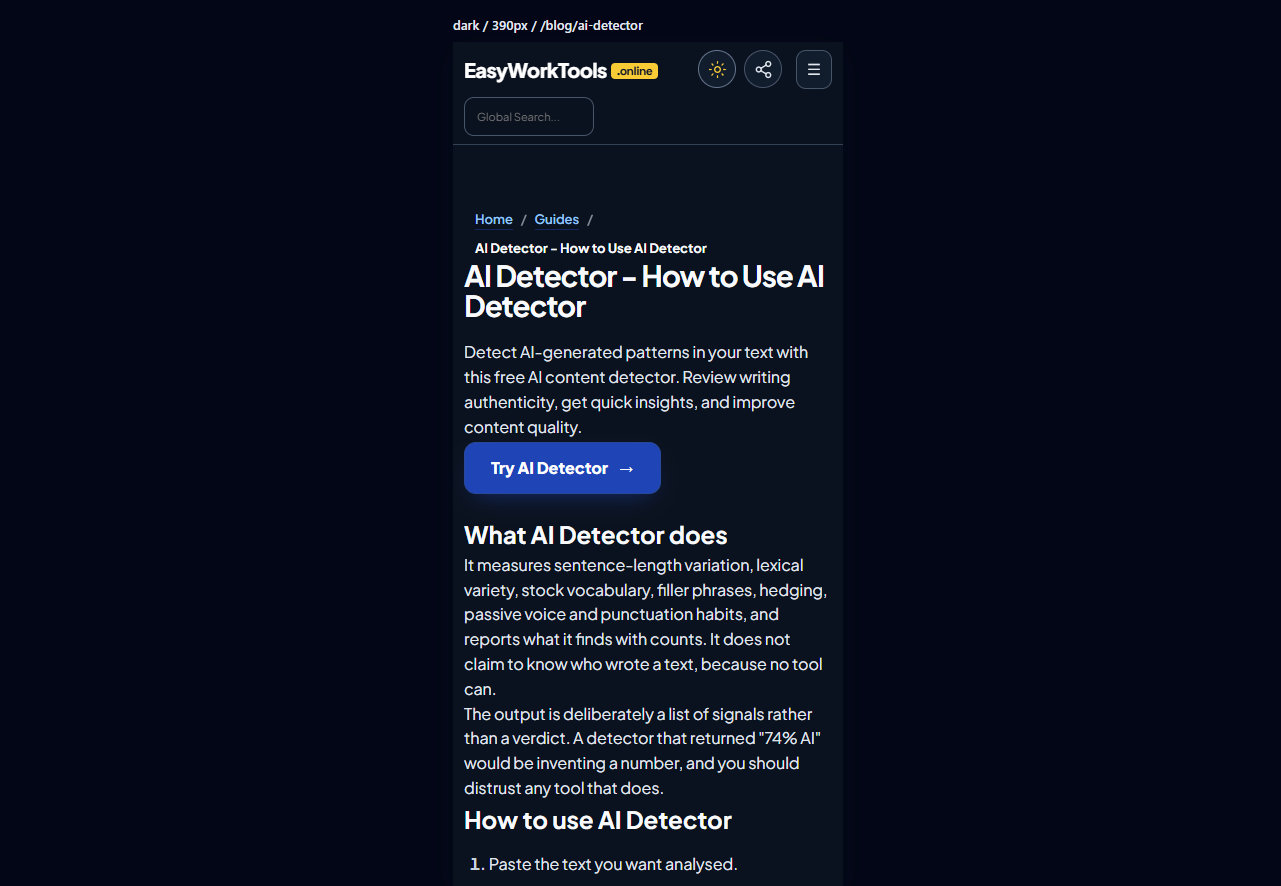 dark / 390px / /blog/ai-detector
EasyWorkTools .online
☰
Global Search...
Home / Guides /
AI Detector – How to Use AI Detector
AI Detector – How to Use AI
Detector
Detect AI-generated patterns in your text with
this free AI content detector. Review writing
authenticity, get quick insights, and improve
content quality.
Try AI Detector →
What AI Detector does
It measures sentence-length variation, lexical
variety, stock vocabulary, filler phrases, hedging,
passive voice and punctuation habits, and
reports what it finds with counts. It does not
claim to know who wrote a text, because no tool
can.
The output is deliberately a list of signals rather
than a verdict. A detector that returned "74% AI"
would be inventing a number, and you should
distrust any tool that does.
How to use AI Detector
1. Paste the text you want analysed.